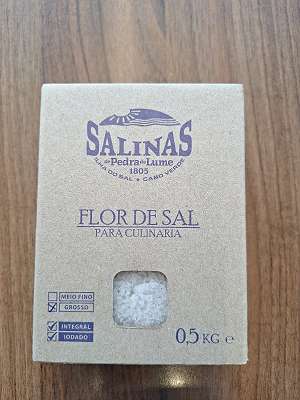 SALINAS
de Pedra de Lume
1805
ILHA DO SAL • CABO VERDE
FLOR DE SAL
PARA CULINARIA
MEIO FINO
GROSSO
INTEGRAL
IODADO
0,5 KG e